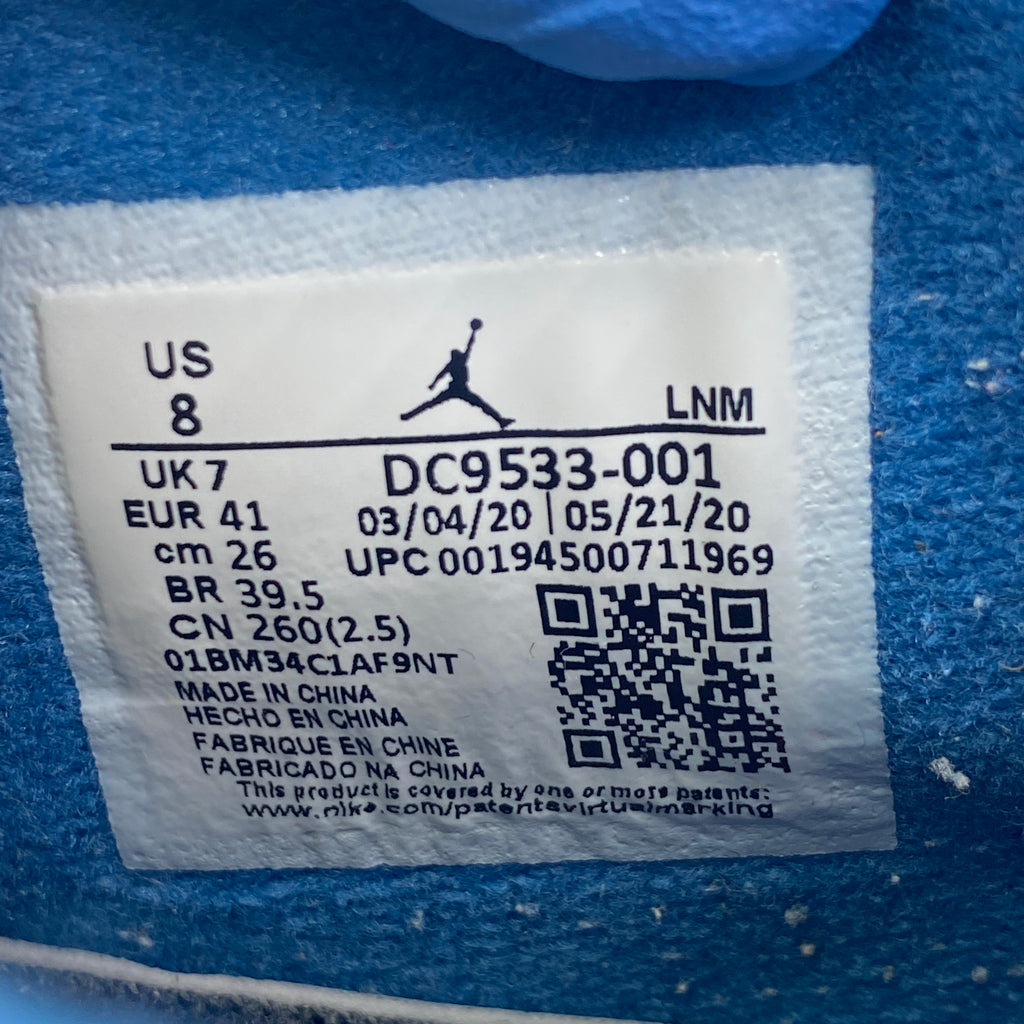 US
8
LNM
UK 7
DC9533-001
EUR 41
03/04/20 | 05/21/20
cm 26
UPC 00194500711969
BR 39.5
CN 260(2.5)
01BM34C1AF9NT
MADE IN CHINA
HECHO EN CHINA
FABRIQUE EN CHINE
FABRICADO NA CHINA
This product is covered by one or more patents:
www.nike.com/patentsvirtualmarking